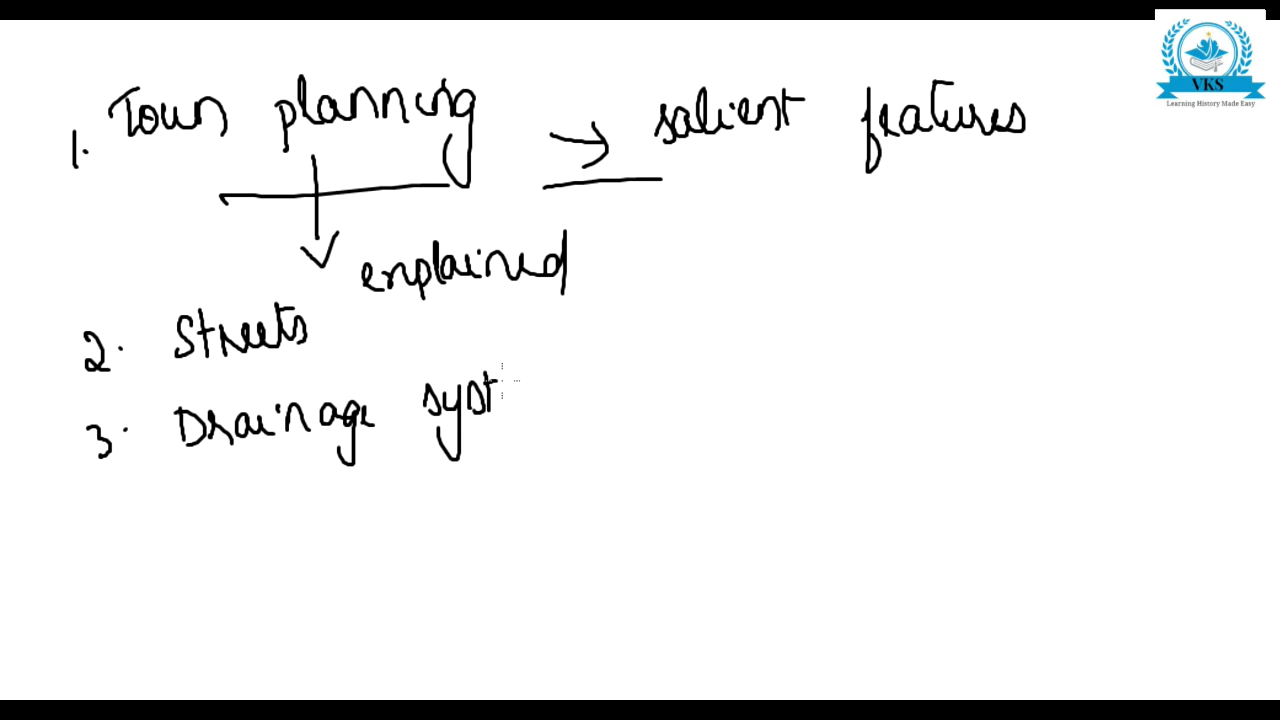 VKS
Learning History Made Easy
1. Town planning → salient features
explained
2. Streets
3. Drainage syst